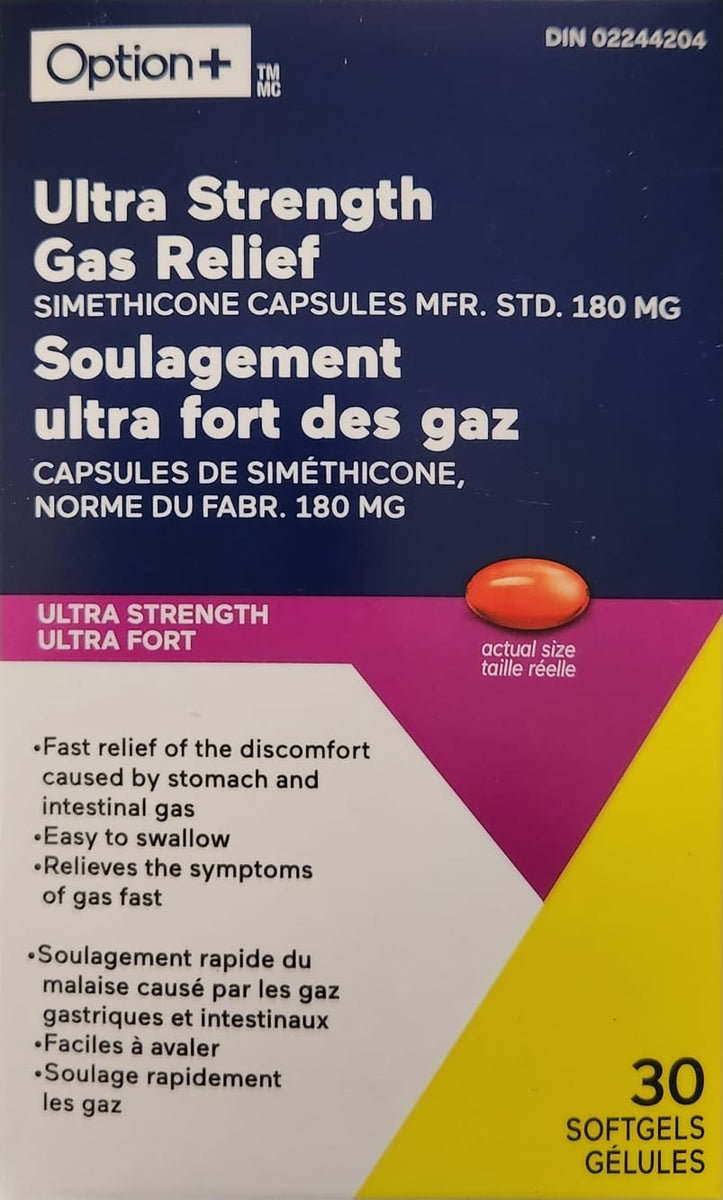 Option+ TM
MC
DIN 02244204
Ultra Strength
Gas Relief
SIMETHICONE CAPSULES MFR. STD. 180 MG
Soulagement
ultra fort des gaz
CAPSULES DE SIMÉTHICONE,
NORME DU FABR. 180 MG
ULTRA STRENGTH
ULTRA FORT
actual size
taille réelle
•Fast relief of the discomfort
caused by stomach and
intestinal gas
•Easy to swallow
•Relieves the symptoms
of gas fast
•Soulagement rapide du
malaise causé par les gaz
gastriques et intestinaux
•Faciles à avaler
•Soulage rapidement
les gaz
30
SOFTGELS
GÉLULES